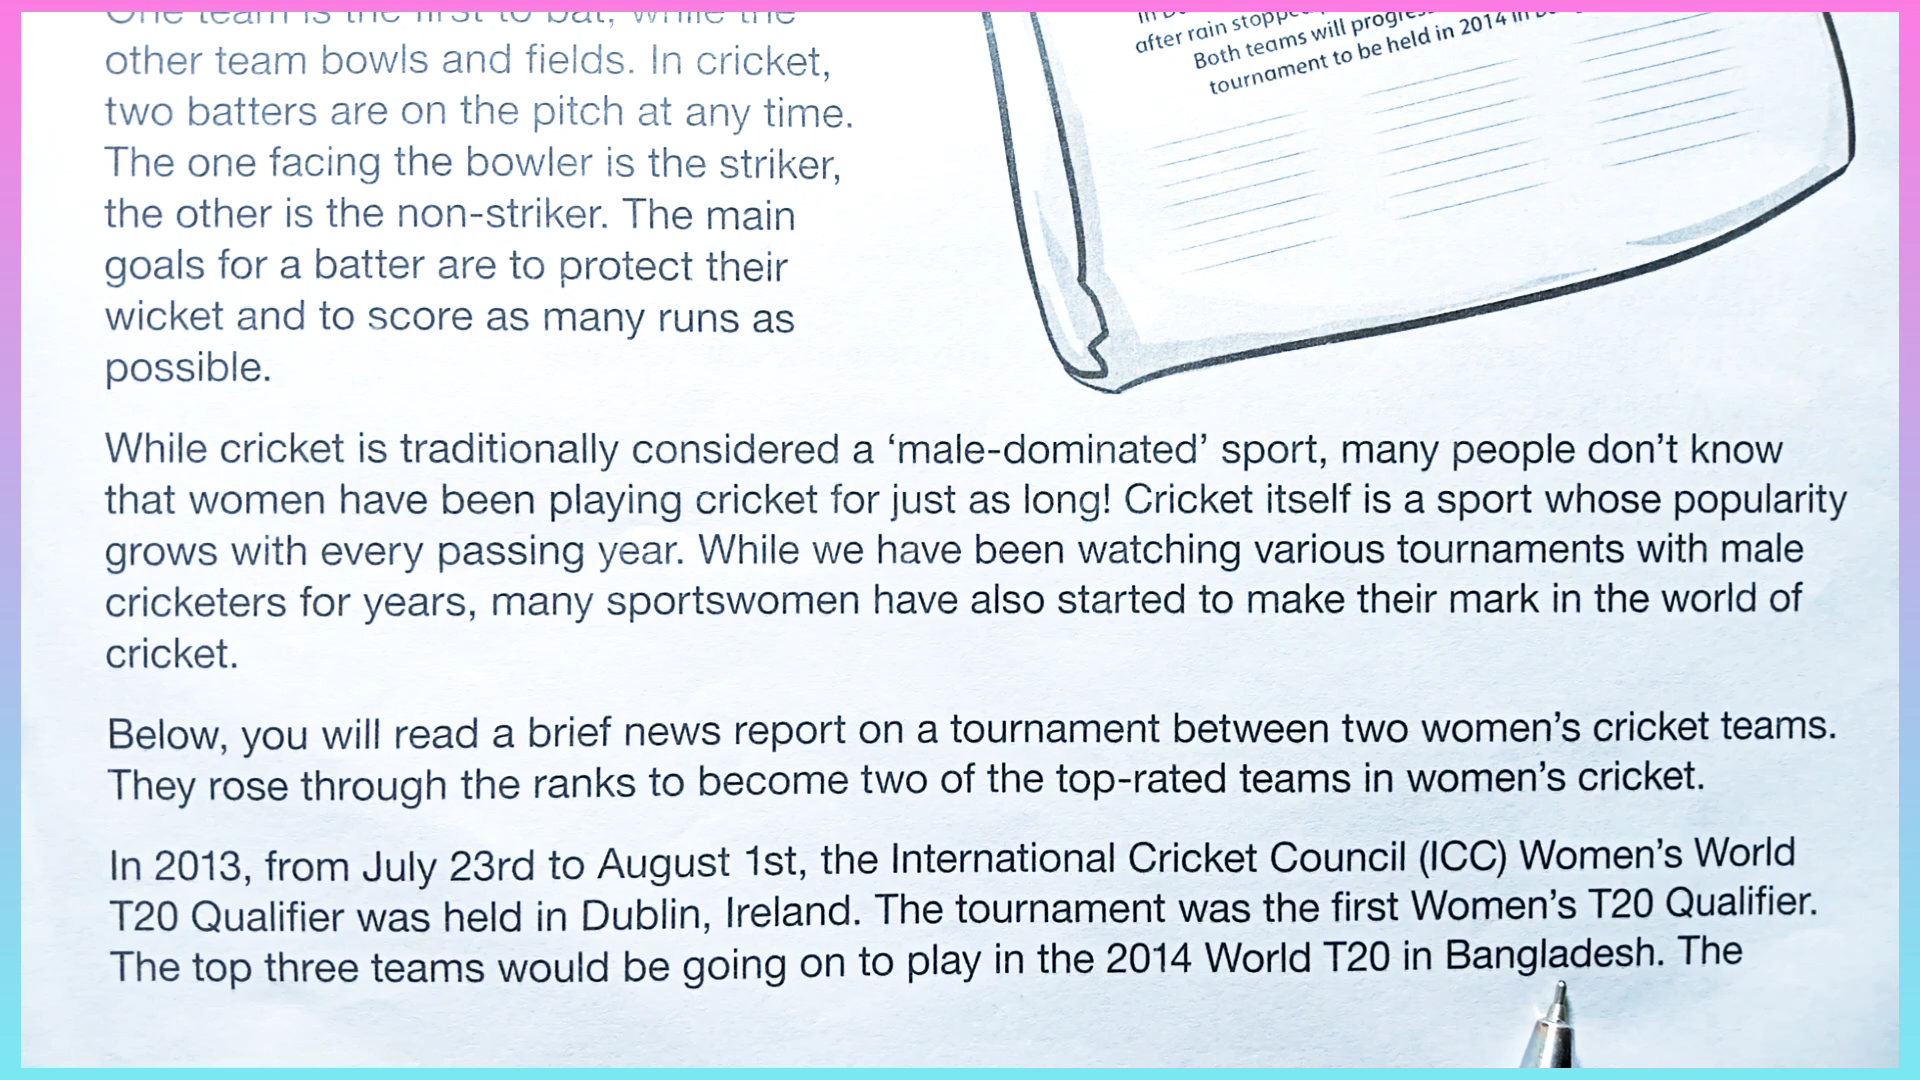 One team is the first to bat, while the
other team bowls and fields. In cricket,
two batters are on the pitch at any time.
The one facing the bowler is the striker,
the other is the non-striker. The main
goals for a batter are to protect their
wicket and to score as many runs as
possible.
after rain stopped
Both teams will progress
tournament to be held in 2014 in
While cricket is traditionally considered a ‘male-dominated’ sport, many people don’t know
that women have been playing cricket for just as long! Cricket itself is a sport whose popularity
grows with every passing year. While we have been watching various tournaments with male
cricketers for years, many sportswomen have also started to make their mark in the world of
cricket.
Below, you will read a brief news report on a tournament between two women’s cricket teams.
They rose through the ranks to become two of the top-rated teams in women’s cricket.
In 2013, from July 23rd to August 1st, the International Cricket Council (ICC) Women’s World
T20 Qualifier was held in Dublin, Ireland. The tournament was the first Women’s T20 Qualifier.
The top three teams would be going on to play in the 2014 World T20 in Bangladesh. The